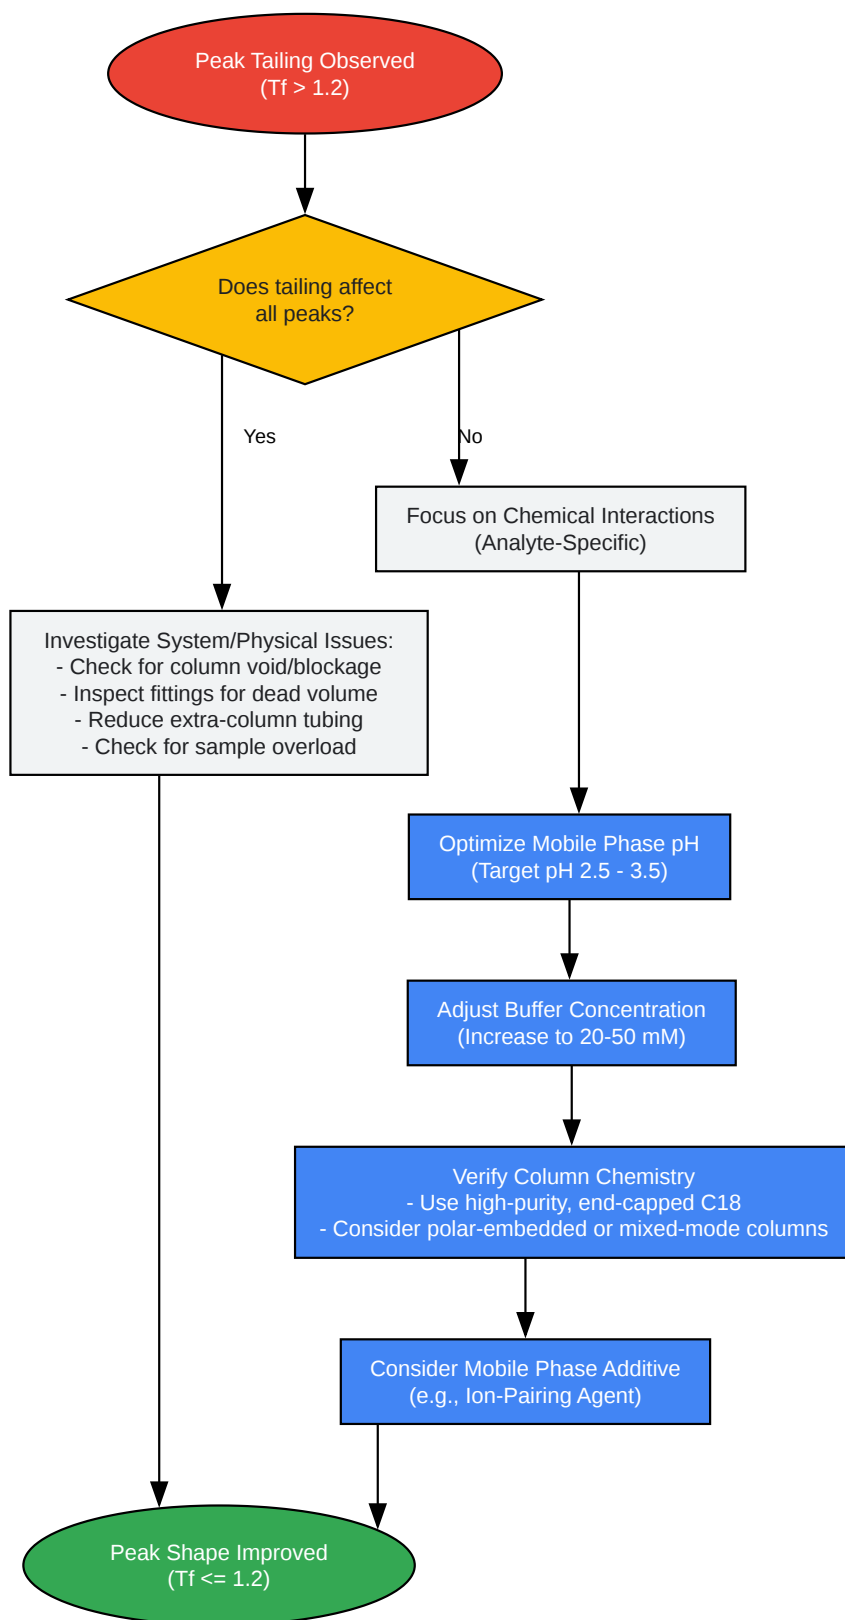 Peak Tailing Observed
(Tf > 1.2)
Does tailing affect
all peaks?
Yes
No
Focus on Chemical Interactions
(Analyte-Specific)
Investigate System/Physical Issues:
- Check for column void/blockage
- Inspect fittings for dead volume
- Reduce extra-column tubing
- Check for sample overload
Optimize Mobile Phase pH
(Target pH 2.5 - 3.5)
Adjust Buffer Concentration
(Increase to 20-50 mM)
Verify Column Chemistry
- Use high-purity, end-capped C18
- Consider polar-embedded or mixed-mode columns
Consider Mobile Phase Additive
(e.g., Ion-Pairing Agent)
Peak Shape Improved
(Tf <= 1.2)